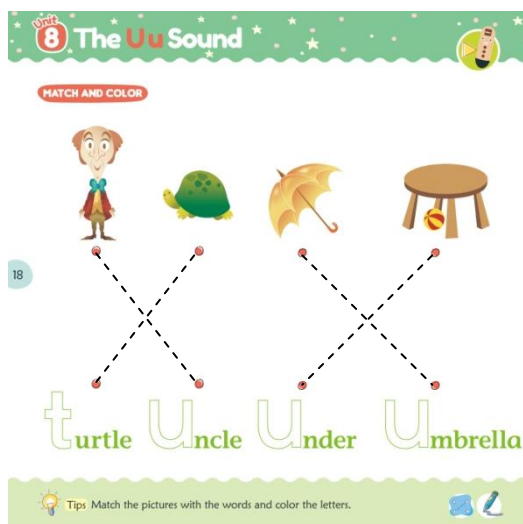 Unit
8 The Uu Sound
MATCH AND COLOR
18
turtle Uncle Under Umbrella
Tips Match the pictures with the words and color the letters.